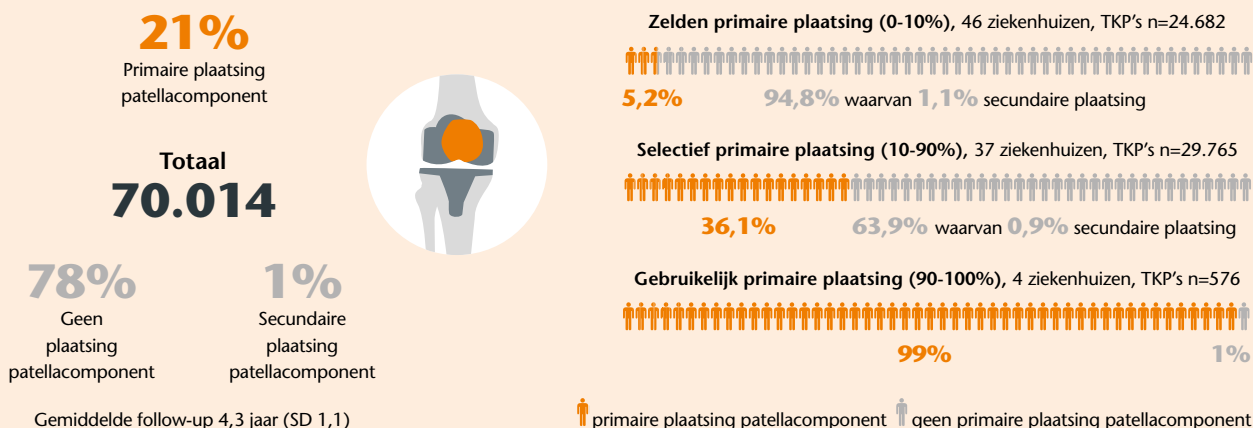 21%
Primaire plaatsing
patellacomponent
Totaal
70.014
78%
Geen
plaatsing
patellacomponent
1%
Secundaire
plaatsing
patellacomponent
Gemiddelde follow-up 4,3 jaar (SD 1,1)
Zelden primaire plaatsing (0-10%), 46 ziekenhuizen, TKP's n=24.682
5,2% 94,8% waarvan 1,1% secundaire plaatsing
Selectief primaire plaatsing (10-90%), 37 ziekenhuizen, TKP's n=29.765
36,1% 63,9% waarvan 0,9% secundaire plaatsing
Gebruikelijk primaire plaatsing (90-100%), 4 ziekenhuizen, TKP's n=576
99% 1%
primaire plaatsing patellacomponent geen primaire plaatsing patellacomponent